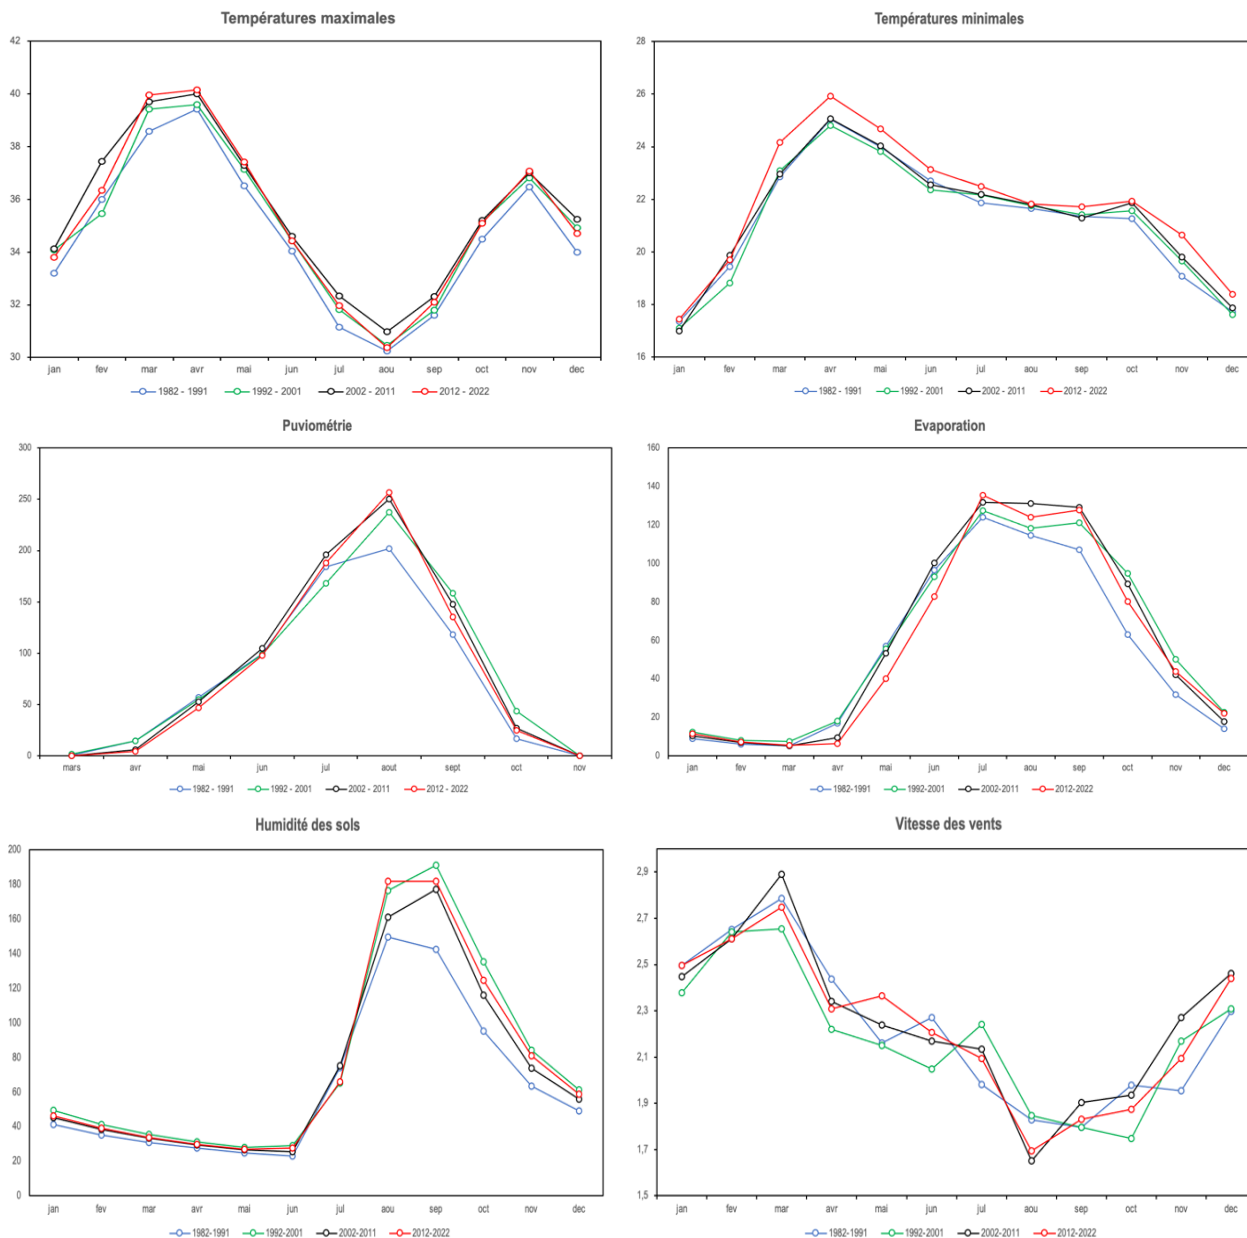 Températures maximales
42
40
38
36
34
32
30
jan fev mar avr mai jun jul aou sep oct nov dec
1982 - 1991 1992 - 2001 2002 - 2011 2012 - 2022
Températures minimales
28
26
24
22
20
18
16
jan fev mar avr mai jun jul aou sep oct nov dec
1982 - 1991 1992 - 2001 2002 - 2011 2012 - 2022
Puviométrie
300
250
200
150
100
50
0
mars avr mai jun jul aout sept oct nov
1982 - 1991 1992 - 2001 2002 - 2011 2012 - 2022
Evaporation
160
140
120
100
80
60
40
20
0
jan fev mar avr mai jun jul aou sep oct nov dec
1982-1991 1992-2001 2002-2011 2012-2022
Humidité des sols
200
180
160
140
120
100
80
60
40
20
0
jan fev mar avr mai jun jul aou sep oct nov dec
1982-1991 1992-2001 2002-2011 2012-2022
Vitesse des vents
2,9
2,7
2,5
2,3
2,1
1,9
1,7
1,5
jan fev mar avr mai jun jul aou sep oct nov dec
1982-1991 1992-2001 2002-2011 2012-2022